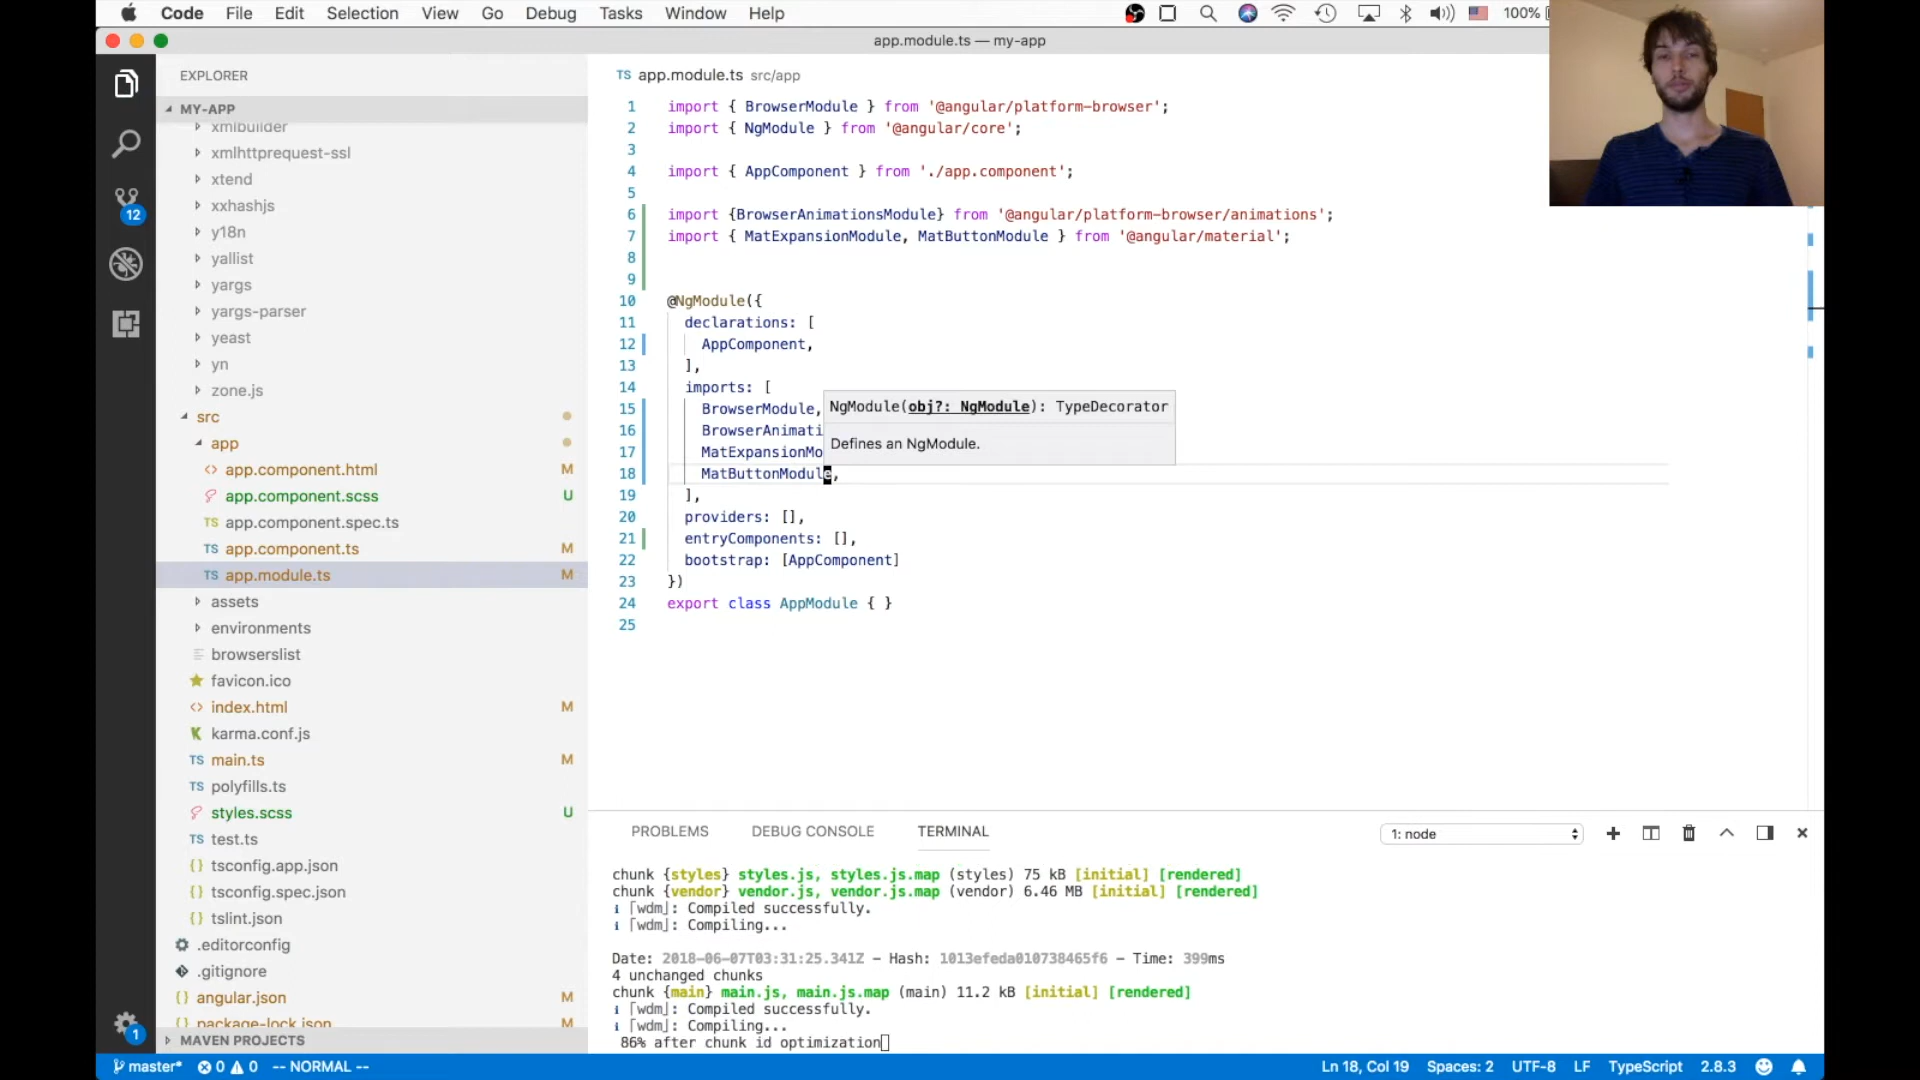 Code File Edit Selection View Go Debug Tasks Window Help 100%
app.module.ts — my-app
EXPLORER
MY-APP
xmlbuilder
xmlhttprequest-ssl
xtend
xxhashjs
y18n
yallist
yargs
yargs-parser
yeast
yn
zone.js
src
app
app.component.html M
app.component.scss U
TS app.component.spec.ts
TS app.component.ts M
TS app.module.ts M
assets
environments
browserslist
favicon.ico
index.html M
karma.conf.js
TS main.ts M
TS polyfills.ts
styles.scss U
TS test.ts
{} tsconfig.app.json
{} tsconfig.spec.json
{} tslint.json
.editorconfig
.gitignore
{} angular.json M
{} package-lock.json M
MAVEN PROJECTS
12
1
TS app.module.ts src/app
1 import { BrowserModule } from '@angular/platform-browser';
2 import { NgModule } from '@angular/core';
3
4 import { AppComponent } from './app.component';
5
6 import {BrowserAnimationsModule} from '@angular/platform-browser/animations';
7 import { MatExpansionModule, MatButtonModule } from '@angular/material';
8
9
10 @NgModule({
11 declarations: [
12 AppComponent,
13 ],
14 imports: [
15 BrowserModule,
16 BrowserAnimati
17 MatExpansionMo
18 MatButtonModule,
19 ],
20 providers: [],
21 entryComponents: [],
22 bootstrap: [AppComponent]
23 })
24 export class AppModule { }
25
NgModule(obj?: NgModule): TypeDecorator
Defines an NgModule.
PROBLEMS DEBUG CONSOLE TERMINAL 1: node
chunk {styles} styles.js, styles.js.map (styles) 75 kB [initial] [rendered]
chunk {vendor} vendor.js, vendor.js.map (vendor) 6.46 MB [initial] [rendered]
i ｢wdm｣: Compiled successfully.
i ｢wdm｣: Compiling...
Date: 2018-06-07T03:31:25.341Z - Hash: 1013efeda010738465f6 - Time: 399ms
4 unchanged chunks
chunk {main} main.js, main.js.map (main) 11.2 kB [initial] [rendered]
i ｢wdm｣: Compiled successfully.
i ｢wdm｣: Compiling...
86% after chunk id optimization
master* 0 0 -- NORMAL -- Ln 18, Col 19 Spaces: 2 UTF-8 LF TypeScript 2.8.3